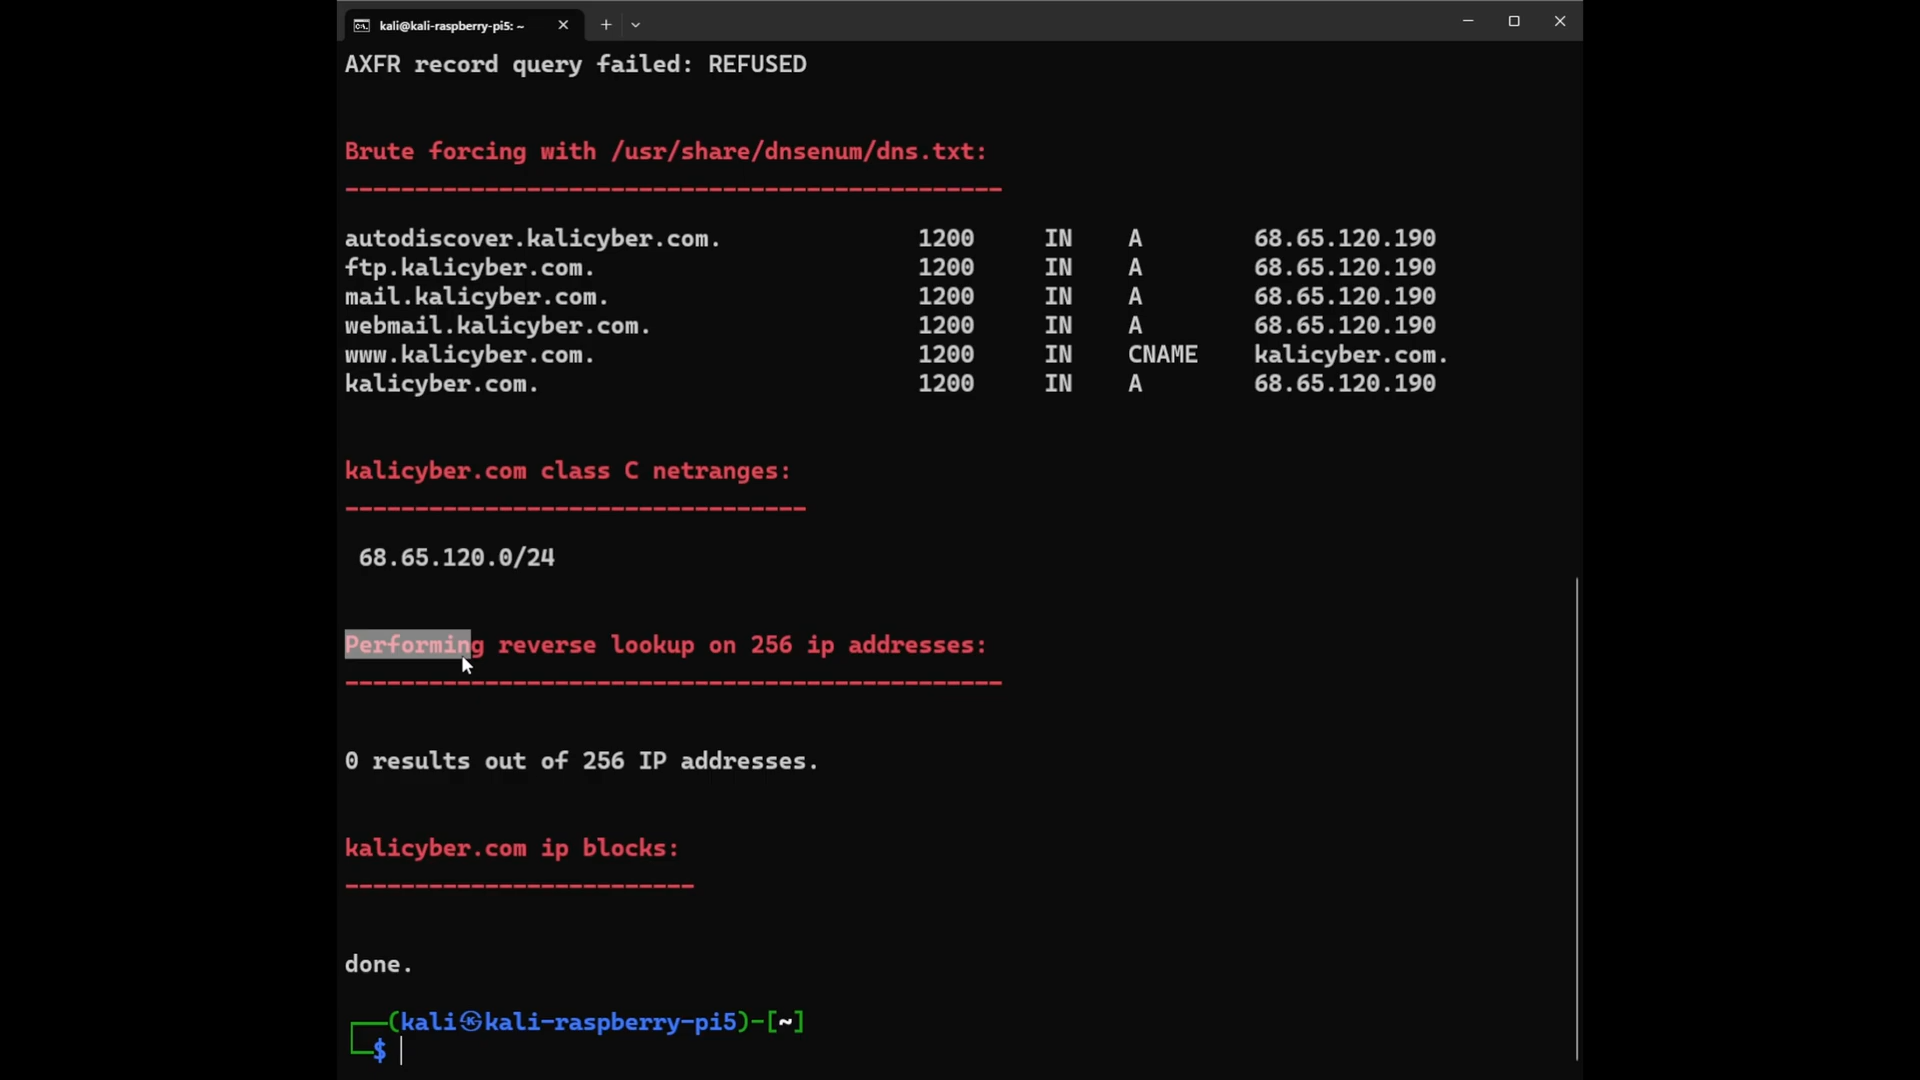 kali@kali-raspberry-pi5: ~
AXFR record query failed: REFUSED
Brute forcing with /usr/share/dnsenum/dns.txt:
_______________________________________________
autodiscover.kalicyber.com. 1200 IN A 68.65.120.190
ftp.kalicyber.com. 1200 IN A 68.65.120.190
mail.kalicyber.com. 1200 IN A 68.65.120.190
webmail.kalicyber.com. 1200 IN A 68.65.120.190
www.kalicyber.com. 1200 IN CNAME kalicyber.com.
kalicyber.com. 1200 IN A 68.65.120.190
kalicyber.com class C netranges:
_________________________________
68.65.120.0/24
Performing reverse lookup on 256 ip addresses:
_______________________________________________
0 results out of 256 IP addresses.
kalicyber.com ip blocks:
_________________________
done.
┌──(kali㉿kali-raspberry-pi5)-[~]
└─$